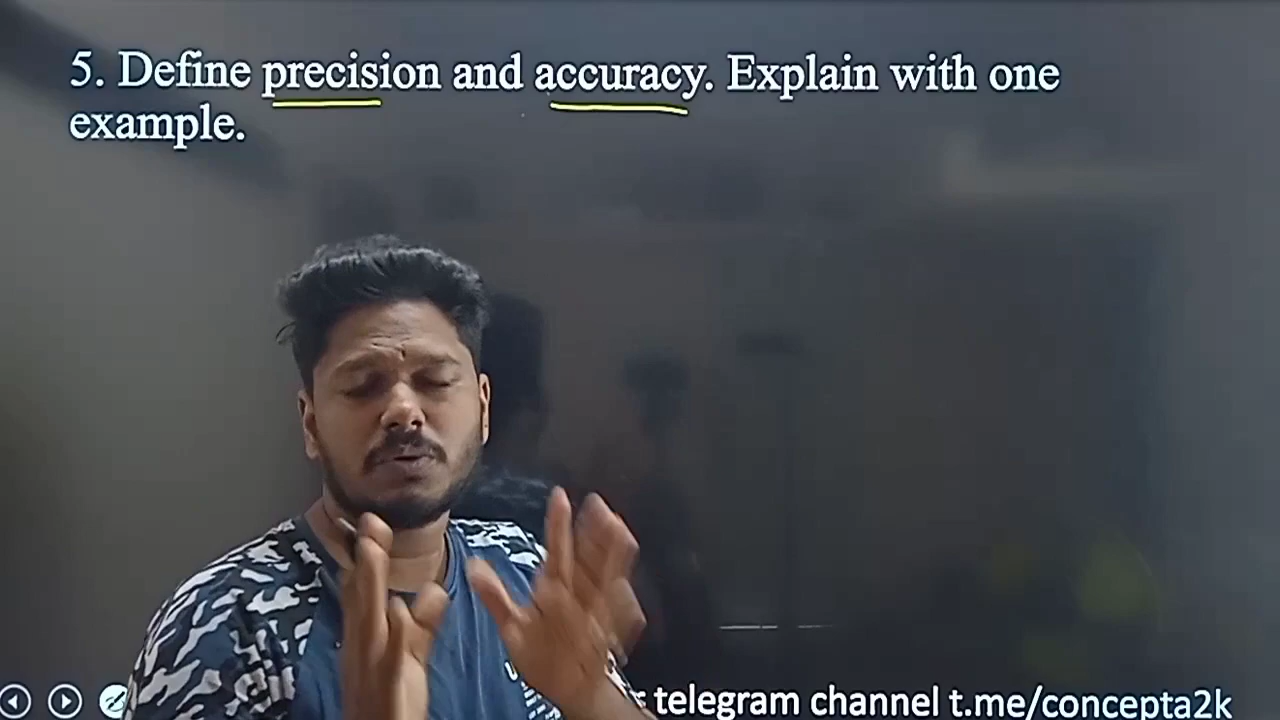 5. Define precision and accuracy. Explain with one
example.
telegram channel t.me/concepta2k